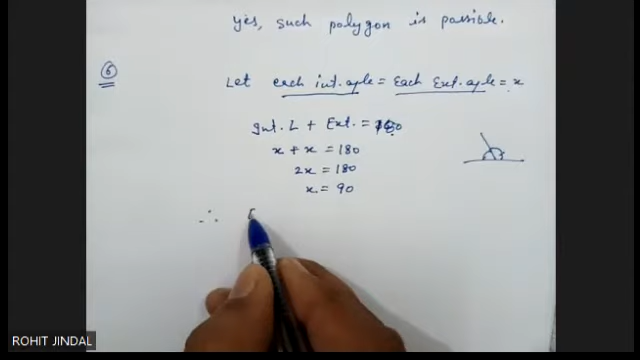 yes, such polygon is possible.
⑥
Let each int. angle = Each Ext. angle = x
Int. ∠ + Ext. = 180
x + x = 180
2x = 180
x = 90
∴
ROHIT JINDAL